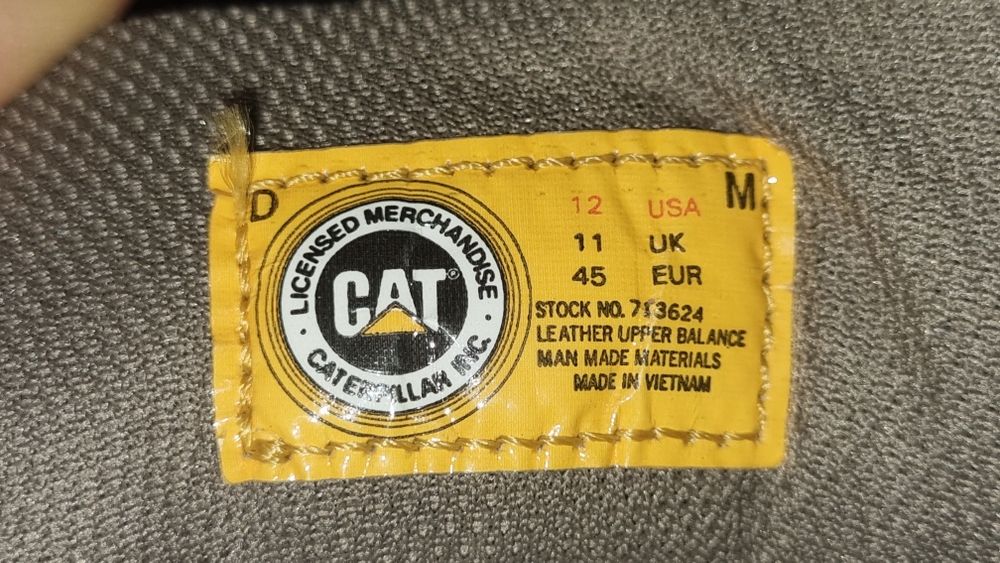 D
M
LICENSED MERCHANDISE
CAT®
· CATERPILLAR INC. ·
12 USA
11 UK
45 EUR
STOCK NO. 713624
LEATHER UPPER BALANCE
MAN MADE MATERIALS
MADE IN VIETNAM